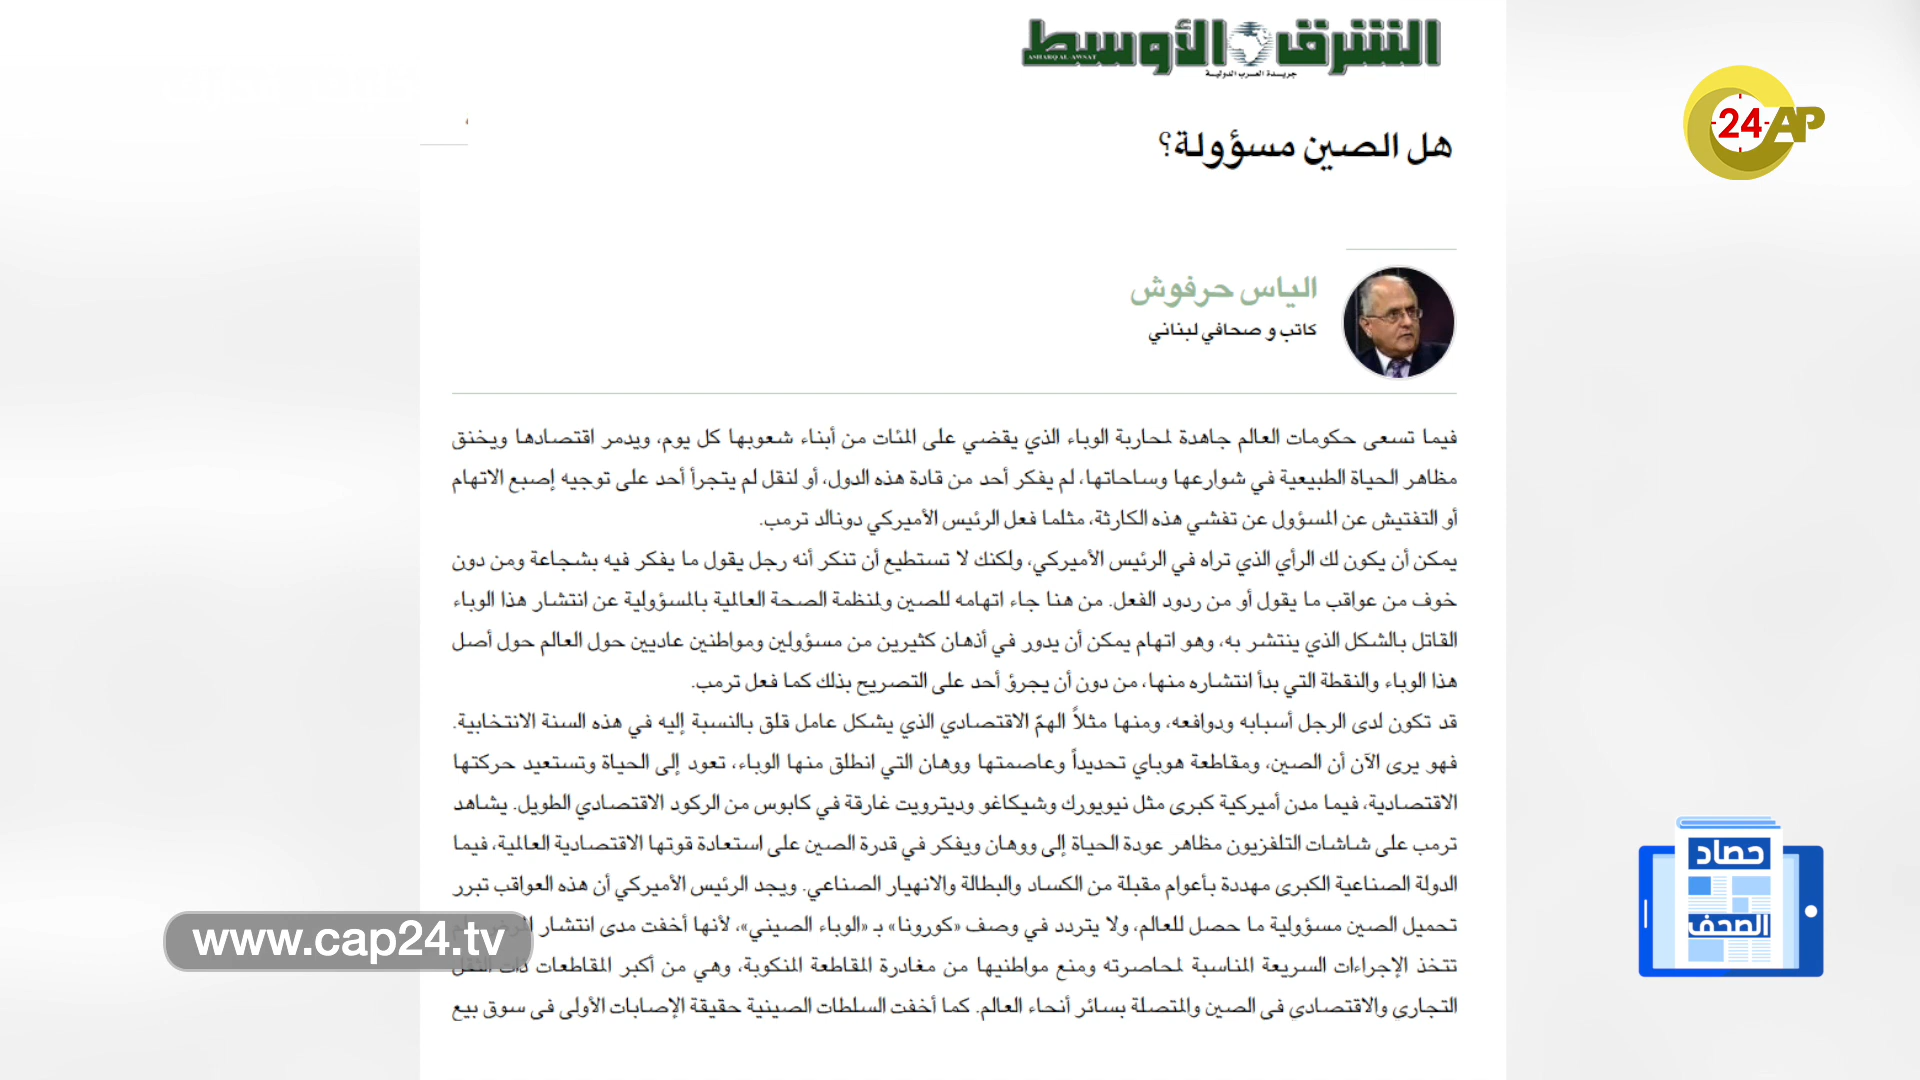 الشرق الأوسط
ASHARQ AL-AWSAT
جريدة العرب الدولية
24AP
هل الصين مسؤولة؟
الياس حرفوش
كاتب و صحافي لبناني
فيما تسعى حكومات العالم جاهدة لمحاربة الوباء الذي يقضي على المئات من أبناء شعوبها كل يوم، ويدمر اقتصادها ويخنق
مظاهر الحياة الطبيعية في شوارعها وساحاتها، لم يفكر أحد من قادة هذه الدول، أو لنقل لم يتجرأ أحد على توجيه إصبع الاتهام
أو التفتيش عن المسؤول عن تفشي هذه الكارثة، مثلما فعل الرئيس الأميركي دونالد ترمب.
يمكن أن يكون لك الرأي الذي تراه في الرئيس الأميركي، ولكنك لا تستطيع أن تنكر أنه رجل يقول ما يفكر فيه بشجاعة ومن دون
خوف من عواقب ما يقول أو من ردود الفعل. من هنا جاء اتهامه للصين ولمنظمة الصحة العالمية بالمسؤولية عن انتشار هذا الوباء
القاتل بالشكل الذي ينتشر به، وهو اتهام يمكن أن يدور في أذهان كثيرين من مسؤولين ومواطنين عاديين حول العالم حول أصل
هذا الوباء والنقطة التي بدأ انتشاره منها، من دون أن يجرؤ أحد على التصريح بذلك كما فعل ترمب.
قد تكون لدى الرجل أسبابه ودوافعه، ومنها مثلاً الهمّ الاقتصادي الذي يشكل عامل قلق بالنسبة إليه في هذه السنة الانتخابية.
فهو يرى الآن أن الصين، ومقاطعة هوباي تحديداً وعاصمتها ووهان التي انطلق منها الوباء، تعود إلى الحياة وتستعيد حركتها
الاقتصادية، فيما مدن أميركية كبرى مثل نيويورك وشيكاغو وديترويت غارقة في كابوس من الركود الاقتصادي الطويل. يشاهد
ترمب على شاشات التلفزيون مظاهر عودة الحياة إلى ووهان ويفكر في قدرة الصين على استعادة قوتها الاقتصادية العالمية، فيما
الدولة الصناعية الكبرى مهددة بأعوام مقبلة من الكساد والبطالة والانهيار الصناعي. ويجد الرئيس الأميركي أن هذه العواقب تبرر
تحميل الصين مسؤولية ما حصل للعالم، ولا يتردد في وصف «كورونا» بـ «الوباء الصيني»، لأنها أخفت مدى انتشار
تتخذ الإجراءات السريعة المناسبة لمحاصرته ومنع مواطنيها من مغادرة المقاطعة المنكوبة، وهي من أكبر المقاطعات ذات الثقل
التجاري والاقتصادي في الصين والمتصلة بسائر أنحاء العالم. كما أخفت السلطات الصينية حقيقة الإصابات الأولى في سوق بيع
www.cap24.tv
حصاد
الصحف